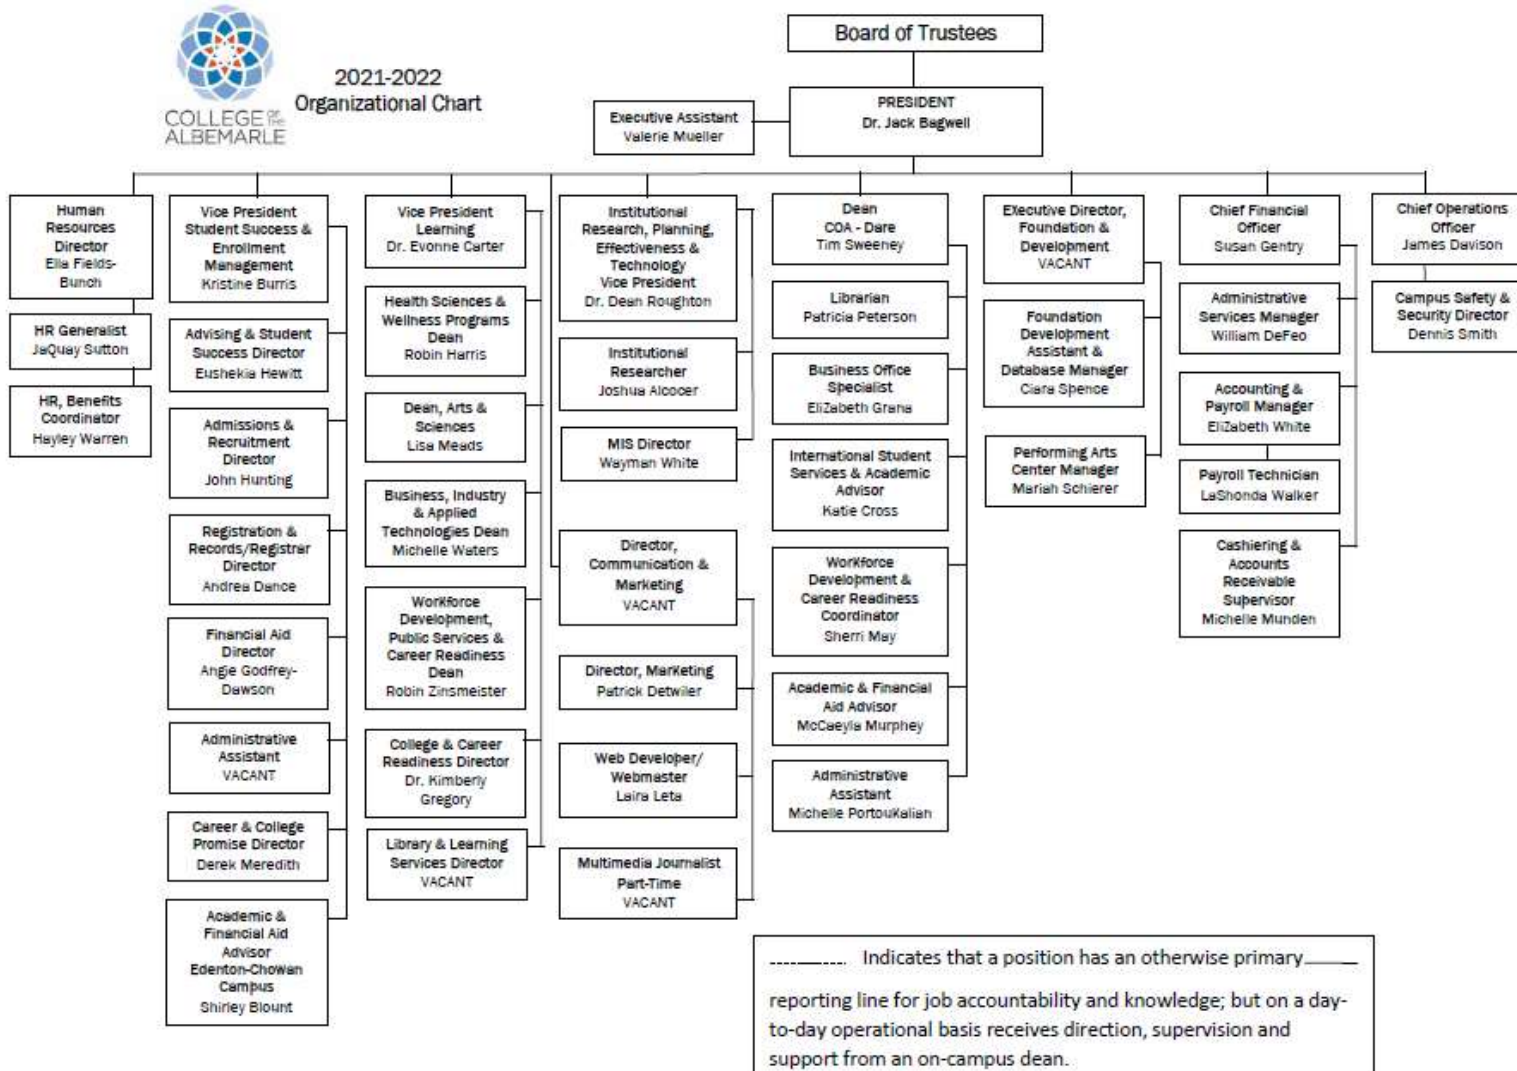 COLLEGE OF THE
ALBEMARLE
2021-2022
Organizational Chart
Board of Trustees
PRESIDENT
Dr. Jack Bagwell
Executive Assistant
Valerie Mueller
Human
Resources
Director
Ella Fields-
Bunch
HR Generalist
JaQuay Sutton
HR, Benefits
Coordinator
Hayley Warren
Vice President
Student Success &
Enrollment
Management
Kristine Burris
Advising & Student
Success Director
Eushekia Hewitt
Admissions &
Recruitment
Director
John Hunting
Registration &
Records/Registrar
Director
Andrea Dance
Financial Aid
Director
Angie Godfrey-
Dawson
Administrative
Assistant
VACANT
Career & College
Promise Director
Derek Meredith
Academic &
Financial Aid
Advisor
Edenton-Chowan
Campus
Shirley Blount
Vice President
Learning
Dr. Evonne Carter
Health Sciences &
Wellness Programs
Dean
Robin Harris
Dean, Arts &
Sciences
Lisa Meads
Business, Industry
& Applied
Technologies Dean
Michelle Waters
Workforce
Development,
Public Services &
Career Readiness
Dean
Robin Zinsmeister
College & Career
Readiness Director
Dr. Kimberly
Gregory
Library & Learning
Services Director
VACANT
Institutional
Research, Planning,
Effectiveness &
Technology
Vice President
Dr. Dean Roughton
Institutional
Researcher
Joshua Alcocer
MIS Director
Wayman White
Director,
Communication &
Marketing
VACANT
Director, Marketing
Patrick Detwiler
Web Developer/
Webmaster
Laira Leta
Multimedia Journalist
Part-Time
VACANT
Dean
COA - Dare
Tim Sweeney
Librarian
Patricia Peterson
Business Office
Specialist
Elizabeth Grana
International Student
Services & Academic
Advisor
Katie Cross
Workforce
Development &
Career Readiness
Coordinator
Sherri May
Academic & Financial
Aid Advisor
McCaeyla Murphey
Administrative
Assistant
Michelle Portoukalian
Executive Director,
Foundation &
Development
VACANT
Foundation
Development
Assistant &
Database Manager
Ciara Spence
Performing Arts
Center Manager
Mariah Schierer
Chief Financial
Officer
Susan Gentry
Administrative
Services Manager
William DeFeo
Accounting &
Payroll Manager
Elizabeth White
Payroll Technician
LaShonda Walker
Cashiering &
Accounts
Receivable
Supervisor
Michelle Munden
Chief Operations
Officer
James Davison
Campus Safety &
Security Director
Dennis Smith
Indicates that a position has an otherwise primary
reporting line for job accountability and knowledge; but on a day-
to-day operational basis receives direction, supervision and
support from an on-campus dean.